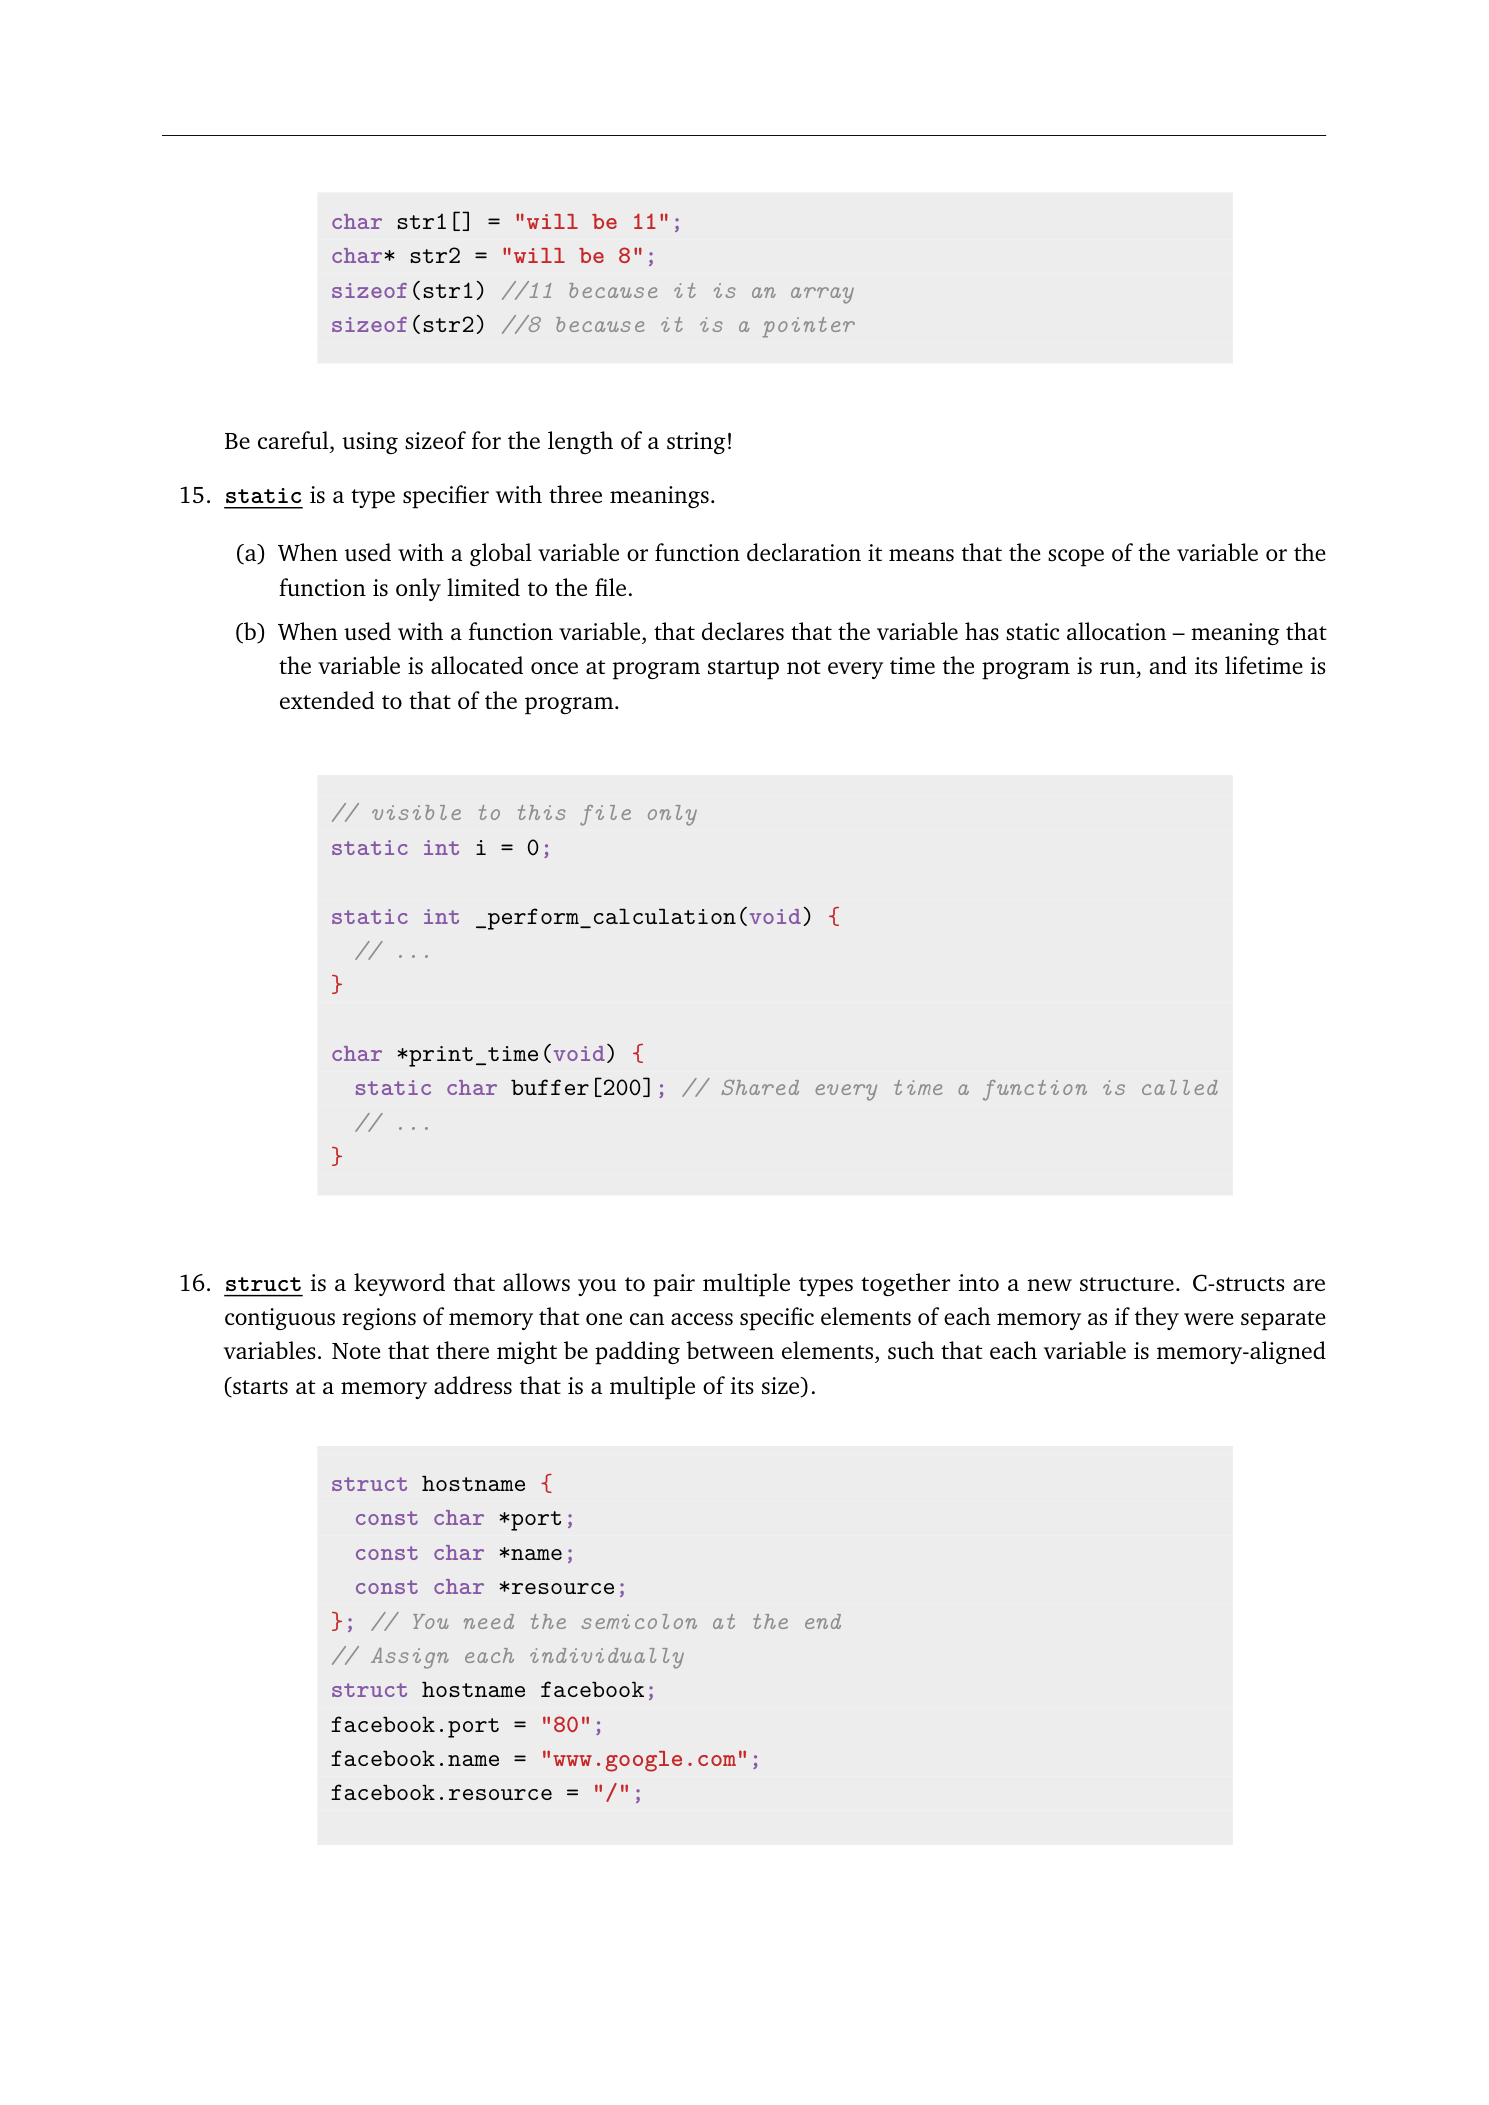 char str1[] = "will be 11";
char* str2 = "will be 8";
sizeof(str1) //11 because it is an array
sizeof(str2) //8 because it is a pointer
Be careful, using sizeof for the length of a string!
15. static is a type specifier with three meanings.
(a) When used with a global variable or function declaration it means that the scope of the variable or the
function is only limited to the file.
(b) When used with a function variable, that declares that the variable has static allocation – meaning that
the variable is allocated once at program startup not every time the program is run, and its lifetime is
extended to that of the program.
// visible to this file only
static int i = 0;
static int _perform_calculation(void) {
// ...
}
char *print_time(void) {
static char buffer[200]; // Shared every time a function is called
// ...
}
16. struct is a keyword that allows you to pair multiple types together into a new structure. C-structs are
contiguous regions of memory that one can access specific elements of each memory as if they were separate
variables. Note that there might be padding between elements, such that each variable is memory-aligned
(starts at a memory address that is a multiple of its size).
struct hostname {
const char *port;
const char *name;
const char *resource;
}; // You need the semicolon at the end
// Assign each individually
struct hostname facebook;
facebook.port = "80";
facebook.name = "www.google.com";
facebook.resource = "/";